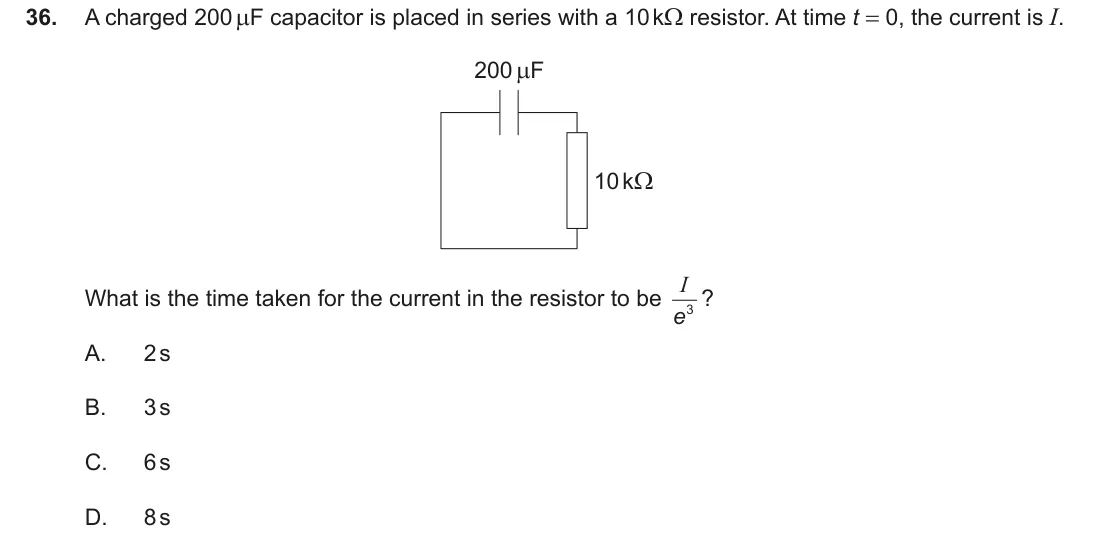 36. A charged 200 μF capacitor is placed in series with a 10 kΩ resistor. At time t = 0, the current is I.
200 μF
10 kΩ
What is the time taken for the current in the resistor to be I/e³ ?
A. 2 s
B. 3 s
C. 6 s
D. 8 s